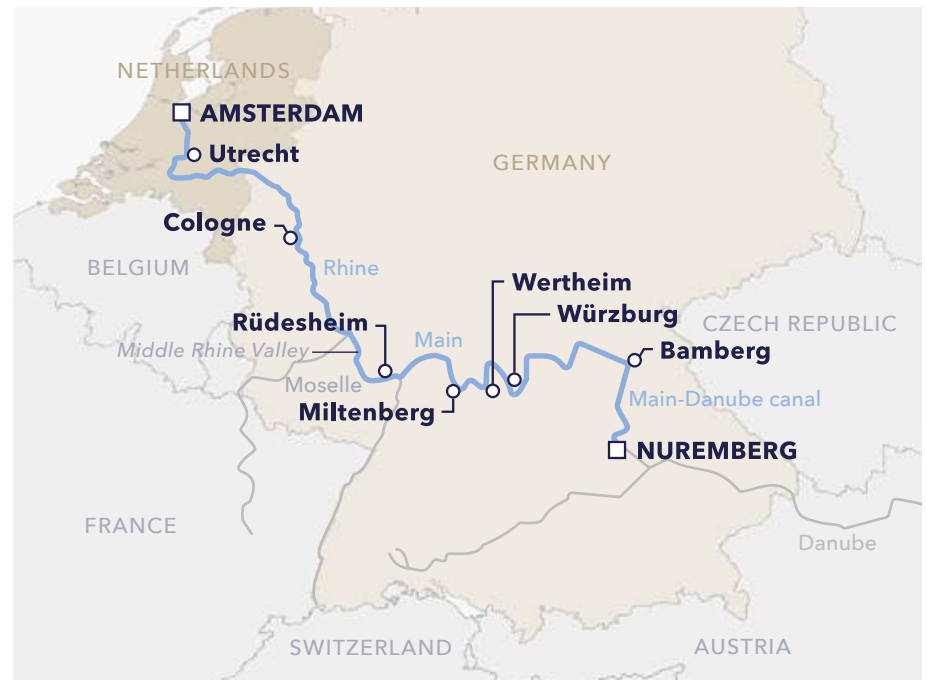 NETHERLANDS
AMSTERDAM
Utrecht
GERMANY
Cologne
BELGIUM
Rhine
Wertheim
Würzburg
Rüdesheim
CZECH REPUBLIC
Main
Middle Rhine Valley
Bamberg
Moselle
Miltenberg
Main-Danube canal
NUREMBERG
FRANCE
Danube
SWITZERLAND
AUSTRIA